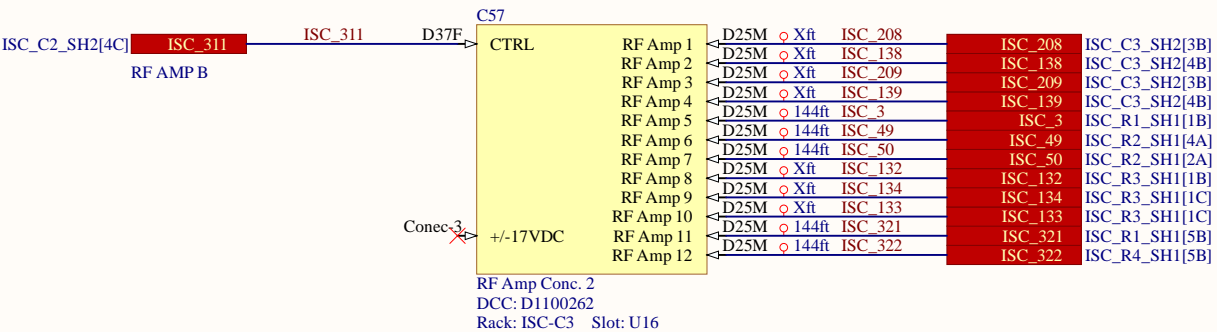 C57
ISC_C2_SH2[4C] ISC_311 ISC_311 D37F CTRL
RF AMP B
RF Amp 1 D25M Xft ISC_208 ISC_208 ISC_C3_SH2[3B]
RF Amp 2 D25M Xft ISC_138 ISC_138 ISC_C3_SH2[4B]
RF Amp 3 D25M Xft ISC_209 ISC_209 ISC_C3_SH2[3B]
RF Amp 4 D25M Xft ISC_139 ISC_139 ISC_C3_SH2[4B]
RF Amp 5 D25M 144ft ISC_3 ISC_3 ISC_R1_SH1[1B]
RF Amp 6 D25M 144ft ISC_49 ISC_49 ISC_R2_SH1[4A]
RF Amp 7 D25M 144ft ISC_50 ISC_50 ISC_R2_SH1[2A]
RF Amp 8 D25M Xft ISC_132 ISC_132 ISC_R3_SH1[1B]
RF Amp 9 D25M Xft ISC_134 ISC_134 ISC_R3_SH1[1C]
RF Amp 10 D25M Xft ISC_133 ISC_133 ISC_R3_SH1[1C]
Conec-3 +/-17VDC RF Amp 11 D25M 144ft ISC_321 ISC_321 ISC_R1_SH1[5B]
RF Amp 12 D25M 144ft ISC_322 ISC_322 ISC_R4_SH1[5B]
RF Amp Conc. 2
DCC: D1100262
Rack: ISC-C3 Slot: U16